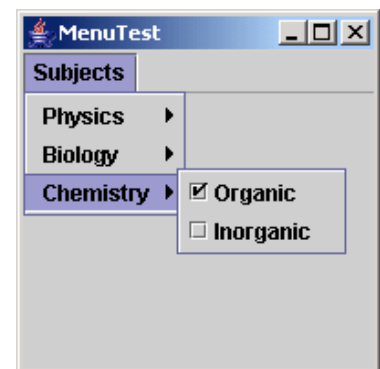 MenuTest
Subjects
Physics
Biology
Chemistry
Organic
Inorganic